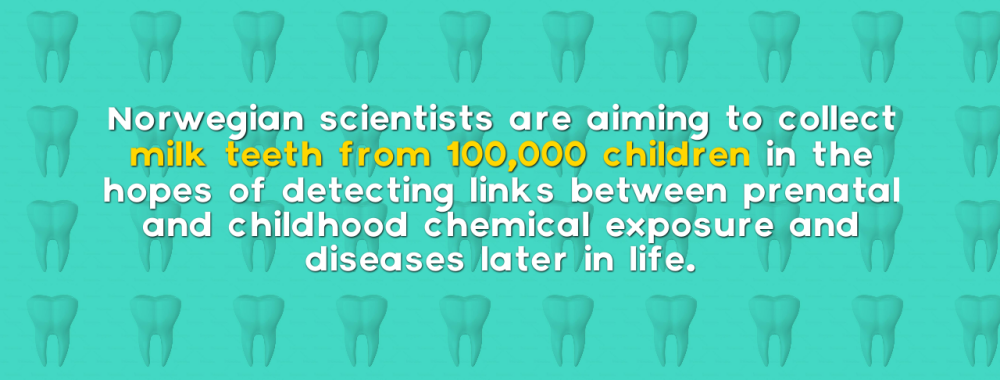 Norwegian scientists are aiming to collect
milk teeth from 100,000 children in the
hopes of detecting links between prenatal
and childhood chemical exposure and
diseases later in life.